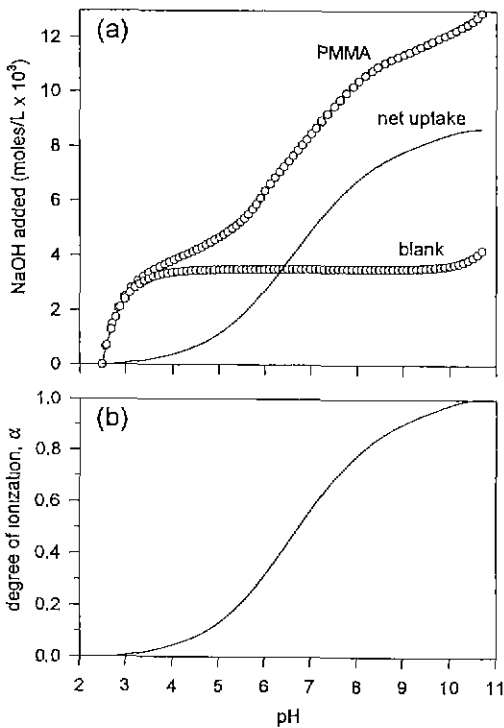 (a)
12
10
8
6
4
2
0
NaOH added (moles/L x 10³)
PMMA
net uptake
blank
(b)
1.0
0.8
0.6
0.4
0.2
0.0
degree of ionization, α
2 3 4 5 6 7 8 9 10 11
pH